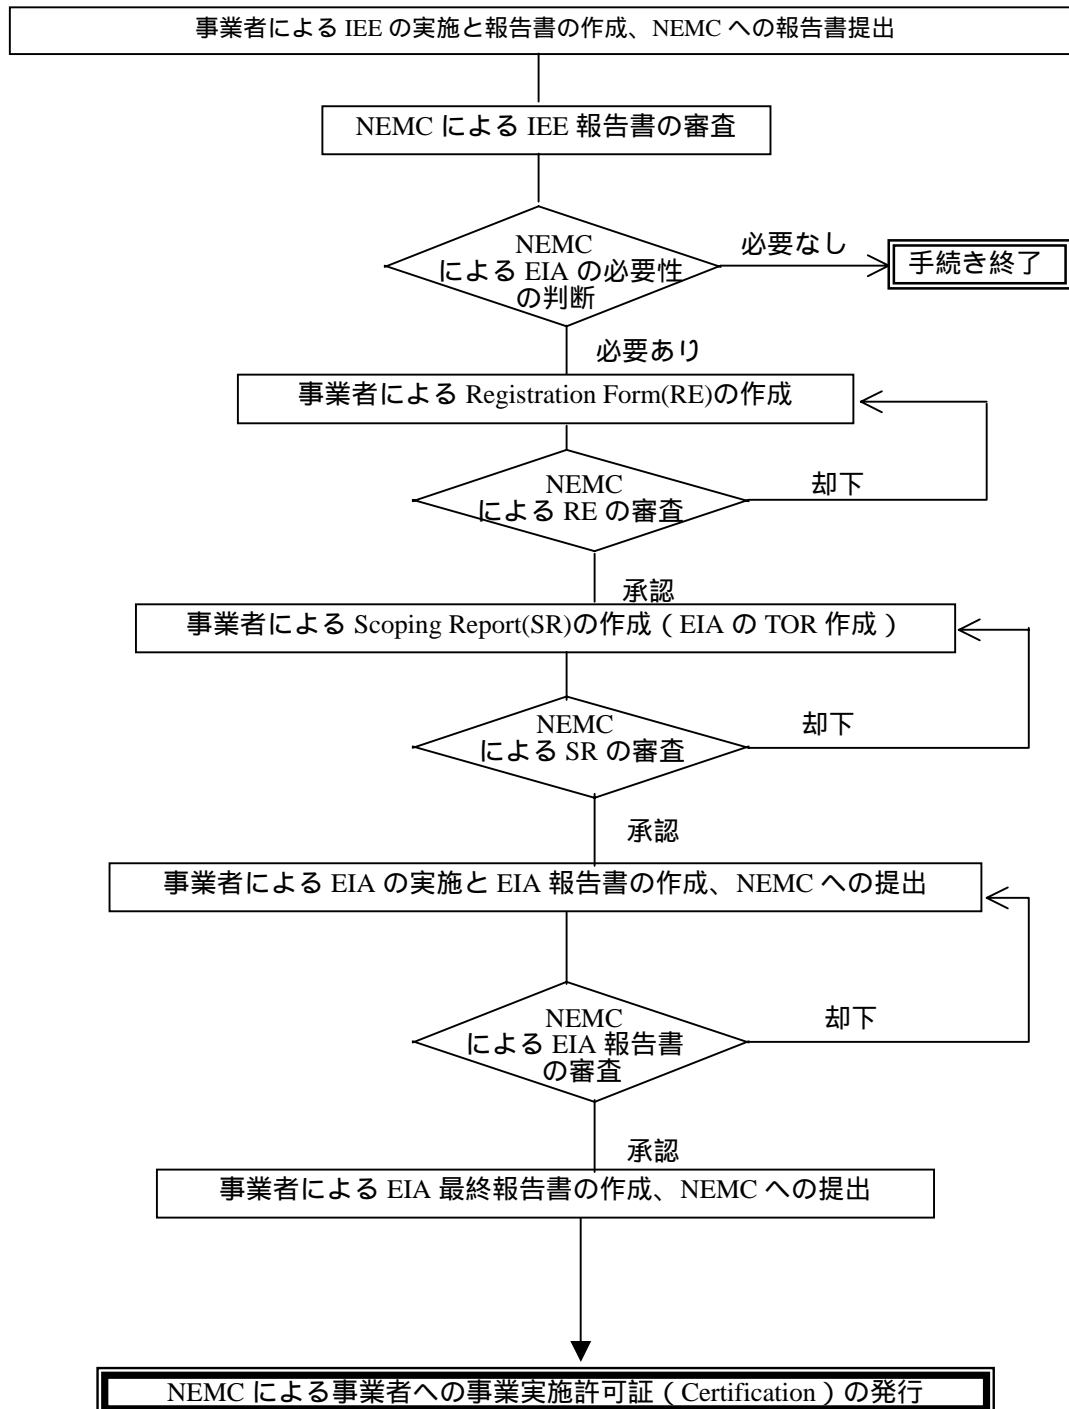 事業者による IEE の実施と報告書の作成、NEMC への報告書提出
NEMC による IEE 報告書の審査
NEMC
による EIA の必要性
の判断
必要なし
手続き終了
必要あり
事業者による Registration Form(RE)の作成
NEMC
による RE の審査
却下
承認
事業者による Scoping Report(SR)の作成（EIA の TOR 作成）
NEMC
による SR の審査
却下
承認
事業者による EIA の実施と EIA 報告書の作成、NEMC への提出
NEMC
による EIA 報告書
の審査
却下
承認
事業者による EIA 最終報告書の作成、NEMC への提出
NEMC による事業者への事業実施許可証（Certification）の発行